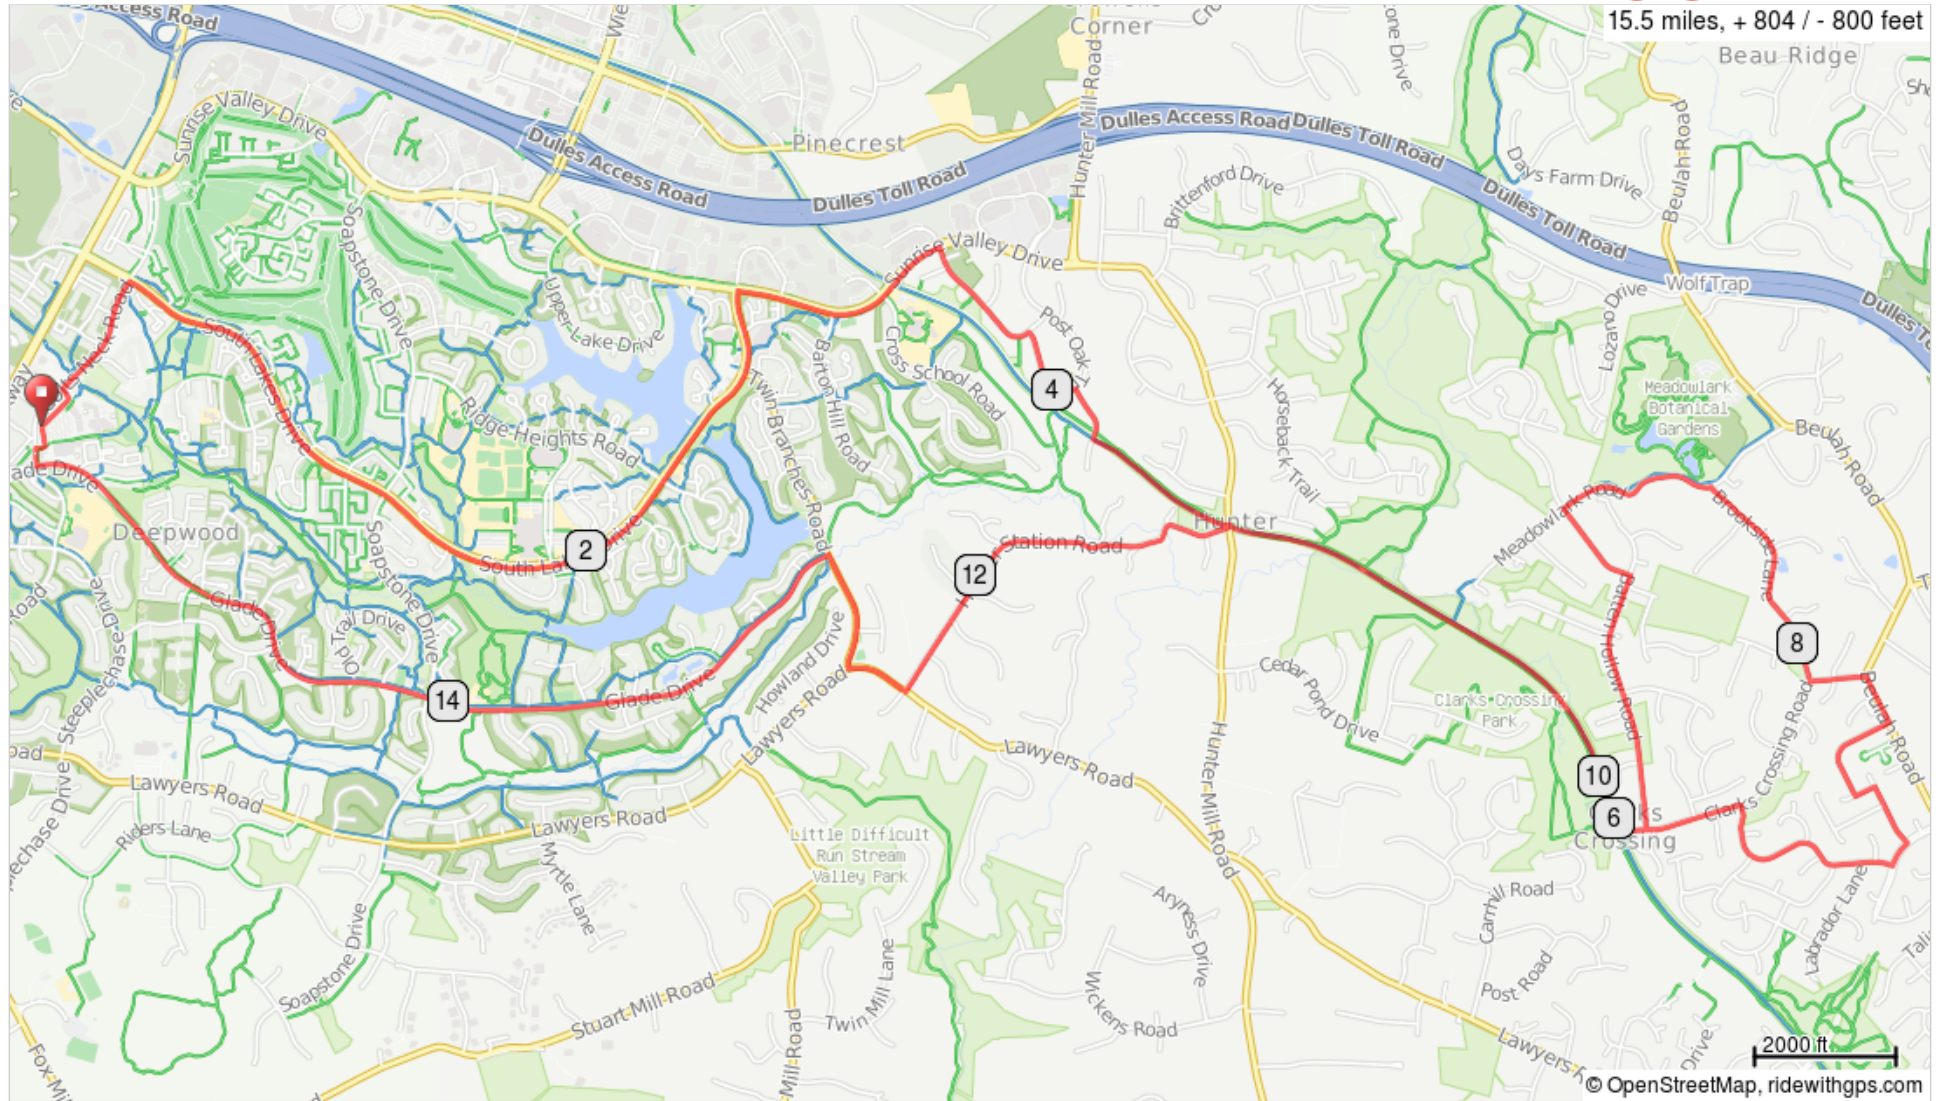 15.5 miles, + 804 / - 800 feet
Access Road
Corner
Beau Ridge
Sunrise Valley Drive
Pinecrest
Hunter Mill Road
Dulles Access Road
Dulles Toll Road
Dulles Access Road
Dulles Toll Road
Days Farm Drive
Beulah Road
Brittenford Drive
Dulles Toll Road
Soapstone Drive
Sunrise Valley Drive
Wolf Trap
Upper Lake Drive
Lozano Drive
South Lakes Drive
Post Oak
Barton Hill Road
Cross School Road
Twin Branches Road
4
Horseback Trail
Meadowlark
Botanical
Gardens
Beulah Road
Ridge Heights Road
Drive
Deepwood
2
South
Drive
Hunter
Station Road
Meadowlark Road
Brookside Lane
12
Steeplechase Drive
Glade Drive
Trail Drive
Old
Soapstone Drive
8
14
Glade Drive
Howland Drive
Lawyers Road
Cedar Pond Drive
Clarks Crossing
Park
Hollow Road
Clarks Crossing Road
Beulah Road
Lawyers Road
Hunter Mill Road
10
6
Crossing
Lawyers Road
Riders Lane
Lawyers Road
Little Difficult
Run Stream
Valley Park
Myrtle Lane
Aryness Drive
Carrhill Road
Labrador Lane
Soapstone Drive
Stuart Mill Road
Twin Mill Lane
Wickens Road
Post Road
Mill Road
Lawyers
Drive
2000 ft
© OpenStreetMap, ridewithgps.com